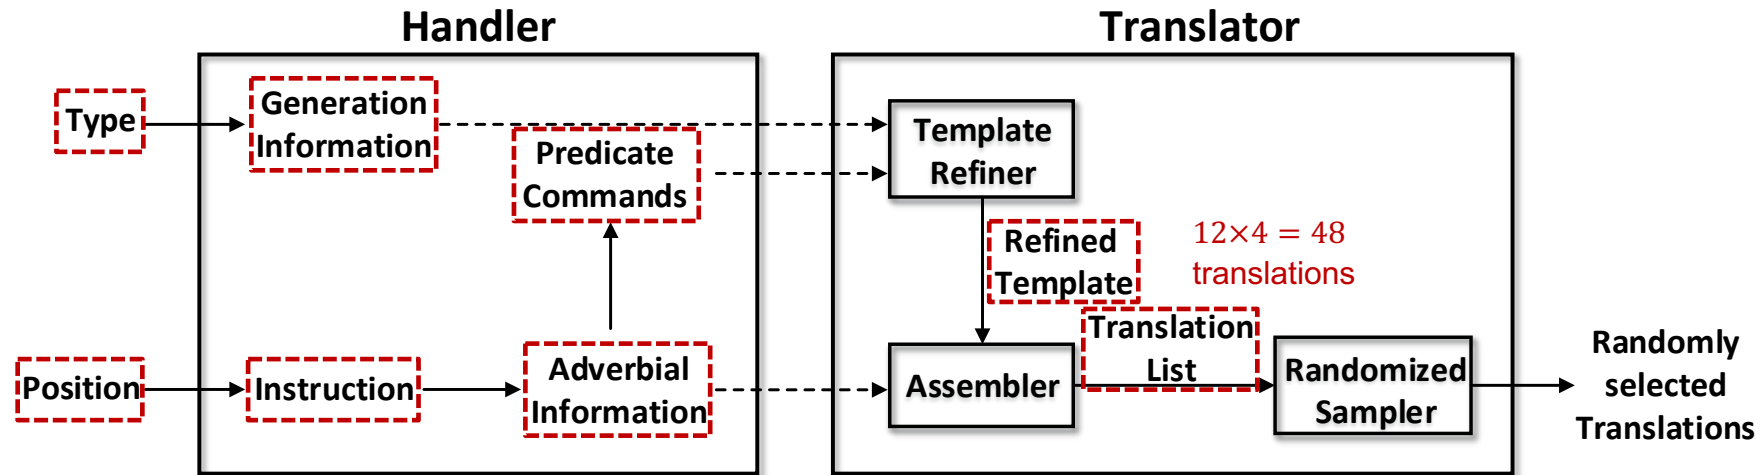 Handler
Translator
Type
Generation
Information
Predicate
Commands
Template
Refiner
Refined
Template
12×4 = 48
translations
Position
Instruction
Adverbial
Information
Assembler
Translation
List
Randomized
Sampler
Randomly
selected
Translations